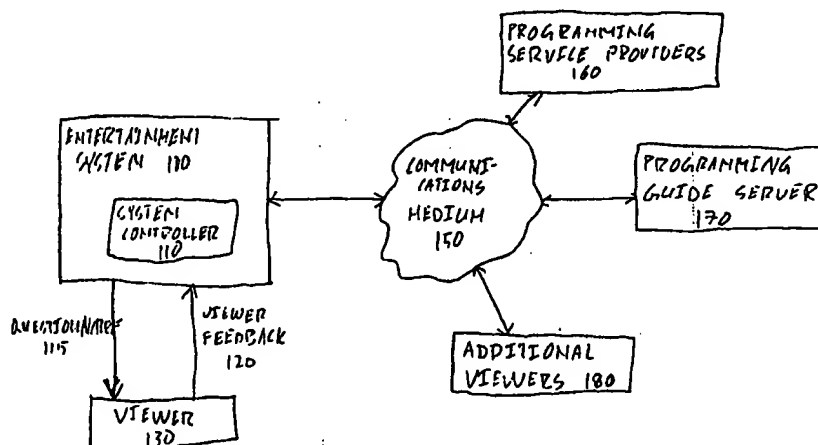 PROGRAMMING
SERVICE PROVIDERS
160
ENTERTAINMENT
SYSTEM 110
SYSTEM
CONTROLLER
110
COMMUNI-
CATIONS
MEDIUM
150
PROGRAMMING
GUIDE SERVER
170
QUESTIONNAIRE
115
VIEWER
FEEDBACK
120
ADDITIONAL
VIEWERS 180
VIEWER
130